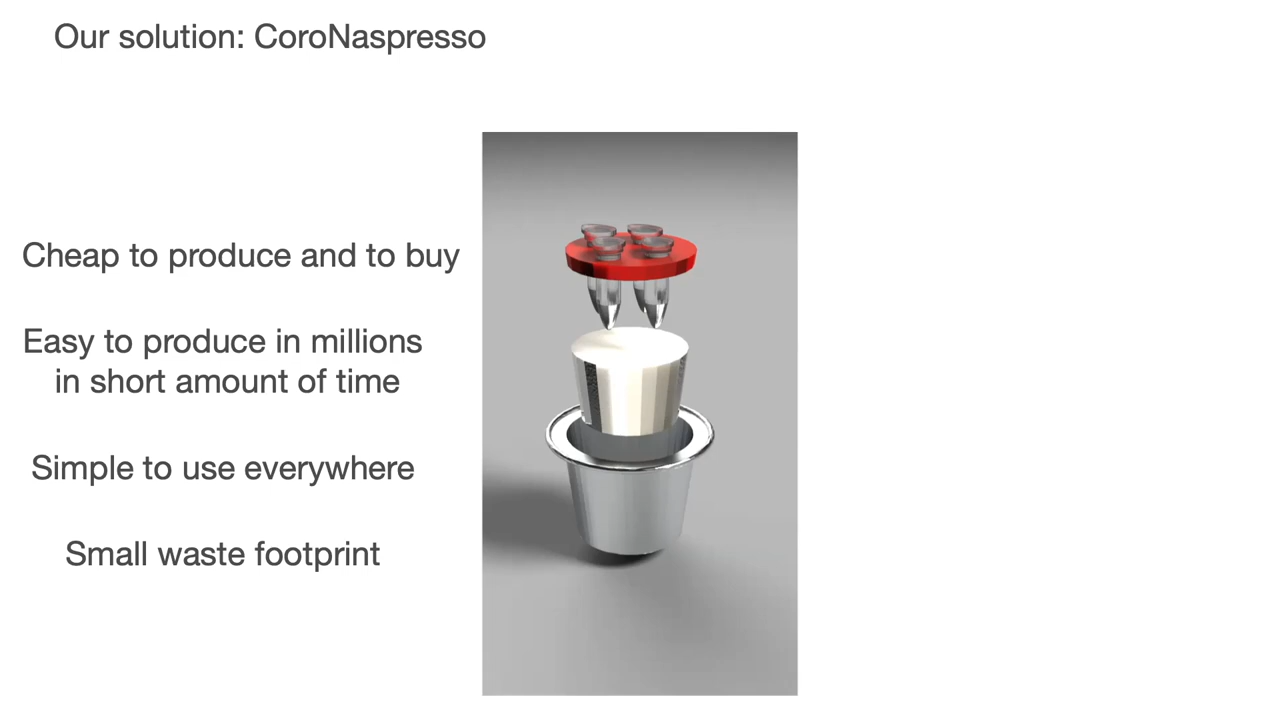 Our solution: CoroNaspresso
Cheap to produce and to buy
Easy to produce in millions
in short amount of time
Simple to use everywhere
Small waste footprint